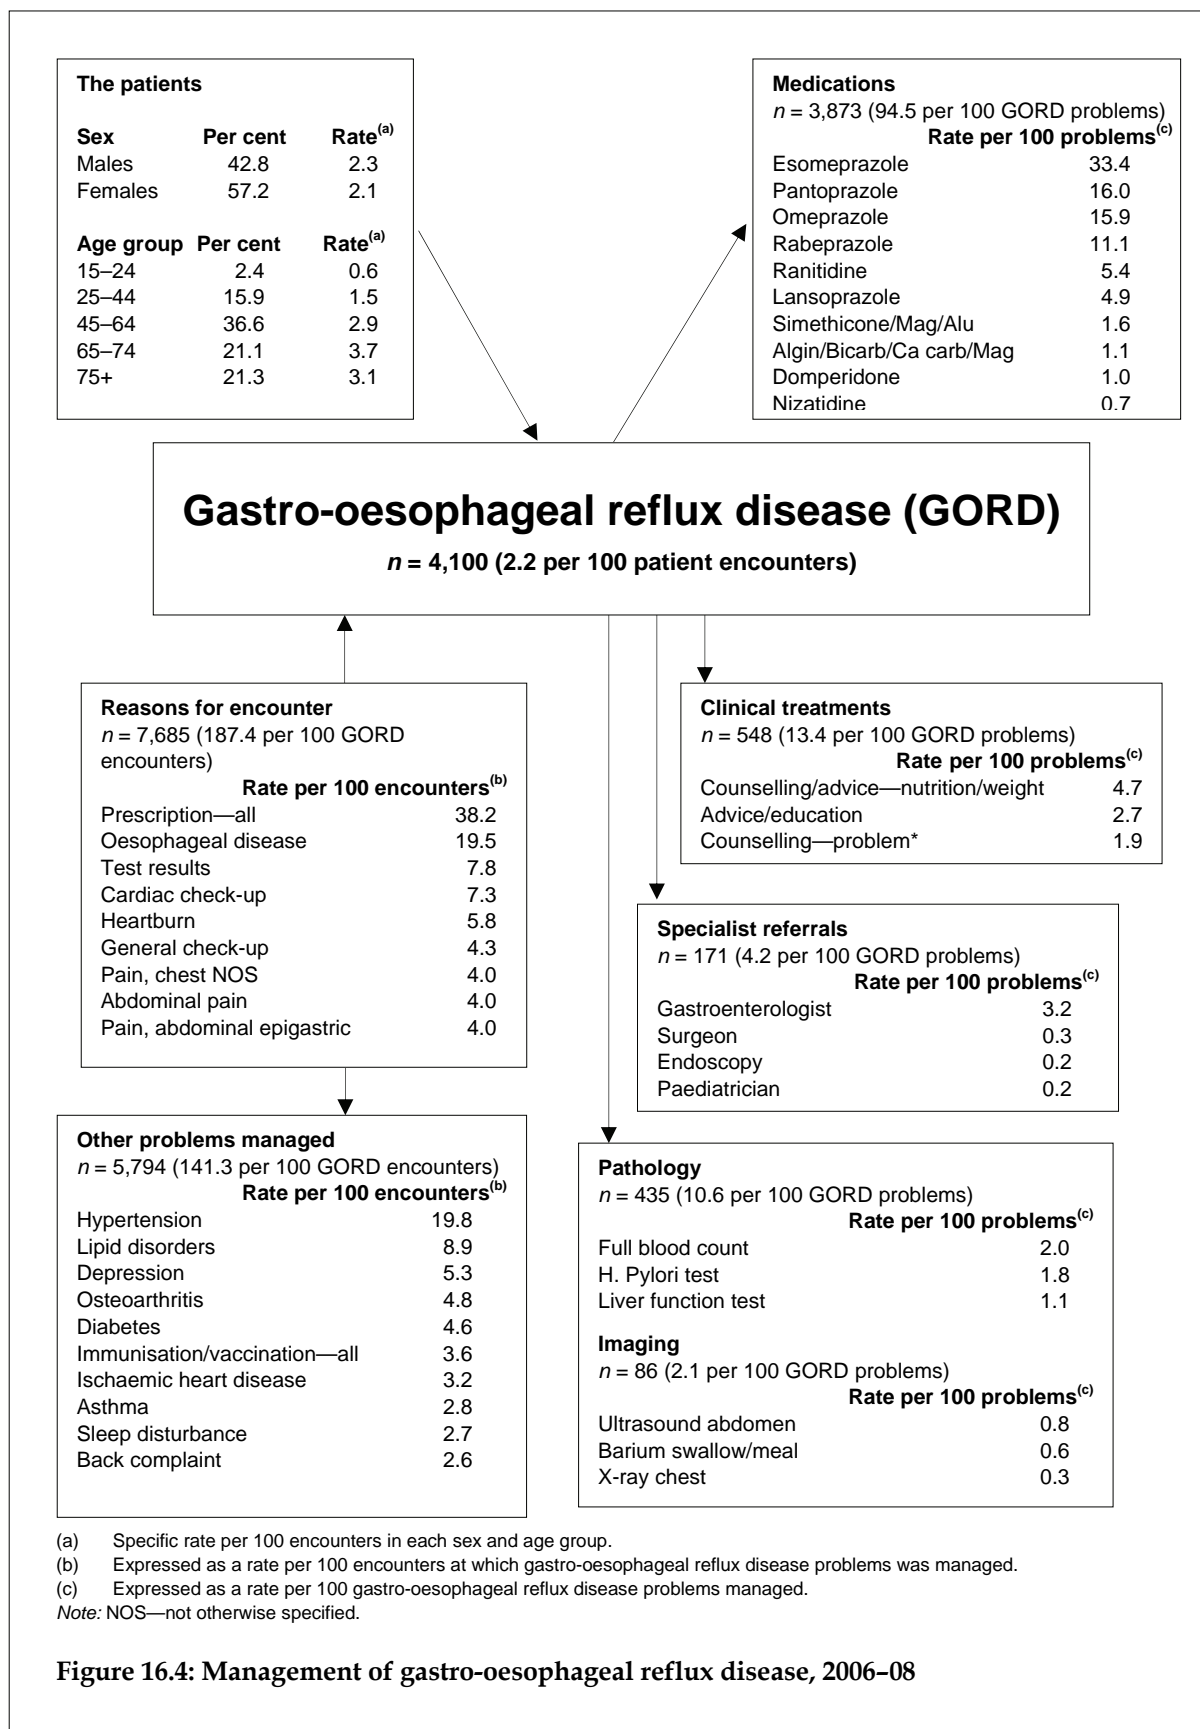 The patients
Sex Per cent Rate(a)
Males 42.8 2.3
Females 57.2 2.1
Age group Per cent Rate(a)
15–24 2.4 0.6
25–44 15.9 1.5
45–64 36.6 2.9
65–74 21.1 3.7
75+ 21.3 3.1
Medications
n = 3,873 (94.5 per 100 GORD problems)
Rate per 100 problems(c)
Esomeprazole 33.4
Pantoprazole 16.0
Omeprazole 15.9
Rabeprazole 11.1
Ranitidine 5.4
Lansoprazole 4.9
Simethicone/Mag/Alu 1.6
Algin/Bicarb/Ca carb/Mag 1.1
Domperidone 1.0
Nizatidine 0.7
Gastro-oesophageal reflux disease (GORD)
n = 4,100 (2.2 per 100 patient encounters)
Reasons for encounter
n = 7,685 (187.4 per 100 GORD
encounters)
Rate per 100 encounters(b)
Prescription—all 38.2
Oesophageal disease 19.5
Test results 7.8
Cardiac check-up 7.3
Heartburn 5.8
General check-up 4.3
Pain, chest NOS 4.0
Abdominal pain 4.0
Pain, abdominal epigastric 4.0
Clinical treatments
n = 548 (13.4 per 100 GORD problems)
Rate per 100 problems(c)
Counselling/advice—nutrition/weight 4.7
Advice/education 2.7
Counselling—problem* 1.9
Specialist referrals
n = 171 (4.2 per 100 GORD problems)
Rate per 100 problems(c)
Gastroenterologist 3.2
Surgeon 0.3
Endoscopy 0.2
Paediatrician 0.2
Other problems managed
n = 5,794 (141.3 per 100 GORD encounters)
Rate per 100 encounters(b)
Hypertension 19.8
Lipid disorders 8.9
Depression 5.3
Osteoarthritis 4.8
Diabetes 4.6
Immunisation/vaccination—all 3.6
Ischaemic heart disease 3.2
Asthma 2.8
Sleep disturbance 2.7
Back complaint 2.6
Pathology
n = 435 (10.6 per 100 GORD problems)
Rate per 100 problems(c)
Full blood count 2.0
H. Pylori test 1.8
Liver function test 1.1
Imaging
n = 86 (2.1 per 100 GORD problems)
Rate per 100 problems(c)
Ultrasound abdomen 0.8
Barium swallow/meal 0.6
X-ray chest 0.3
(a) Specific rate per 100 encounters in each sex and age group.
(b) Expressed as a rate per 100 encounters at which gastro-oesophageal reflux disease problems was managed.
(c) Expressed as a rate per 100 gastro-oesophageal reflux disease problems managed.
Note: NOS—not otherwise specified.
Figure 16.4: Management of gastro-oesophageal reflux disease, 2006–08